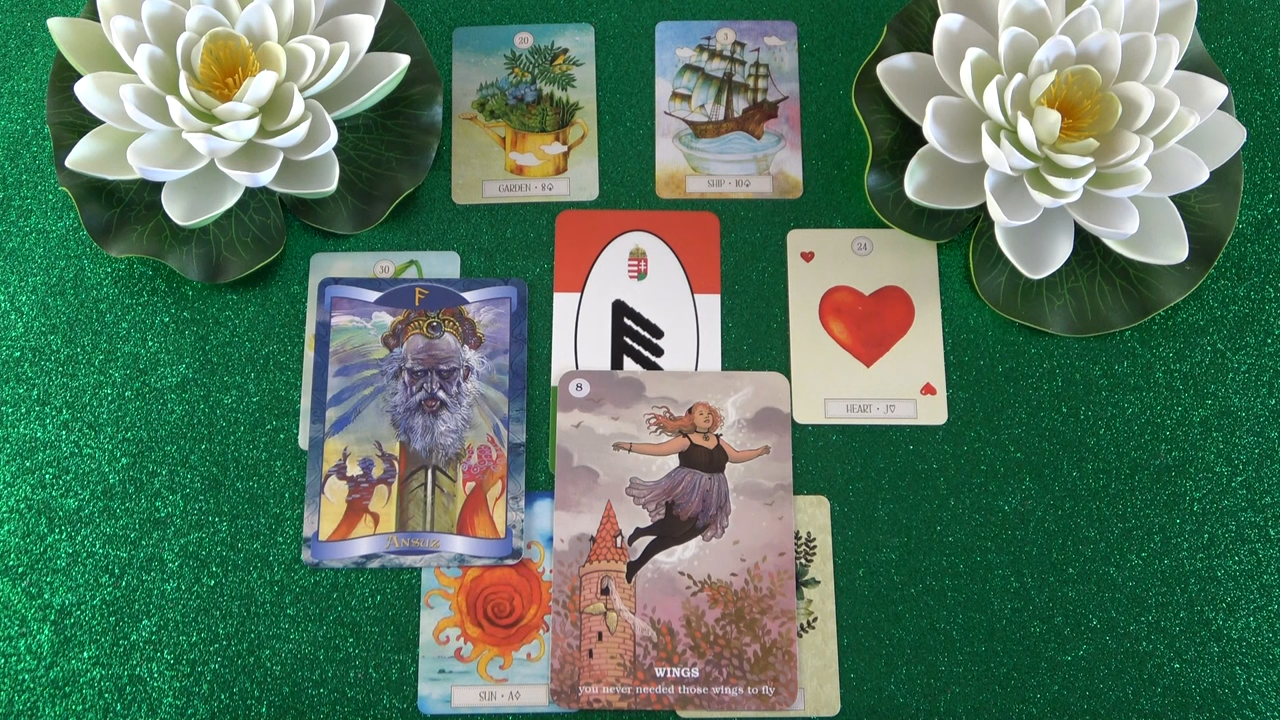 20
GARDEN • 8♤
3
SHIP • 10♤
30
ᚨ
24
HEART • J♡
8
Ansuz
SUN • A♢
WINGS
you never needed those wings to fly